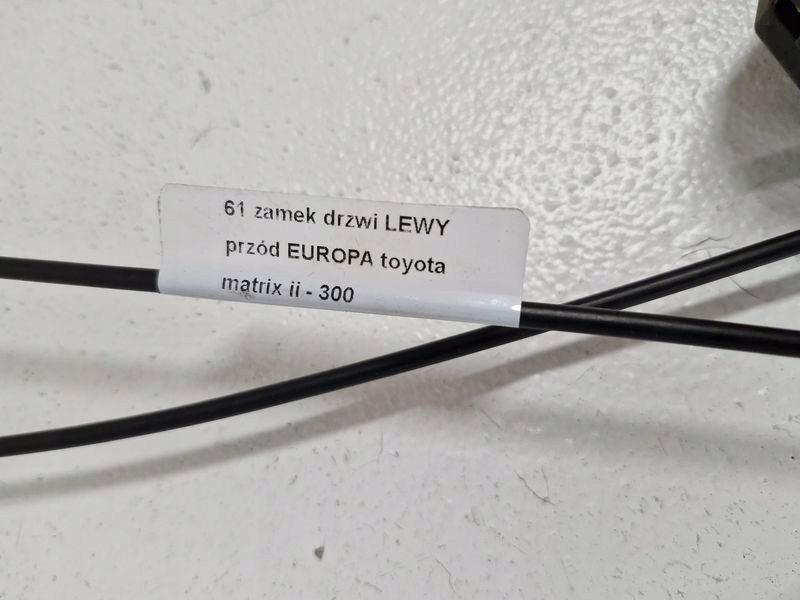 61 zamek drzwi LEWY
przód EUROPA toyota
matrix ii - 300